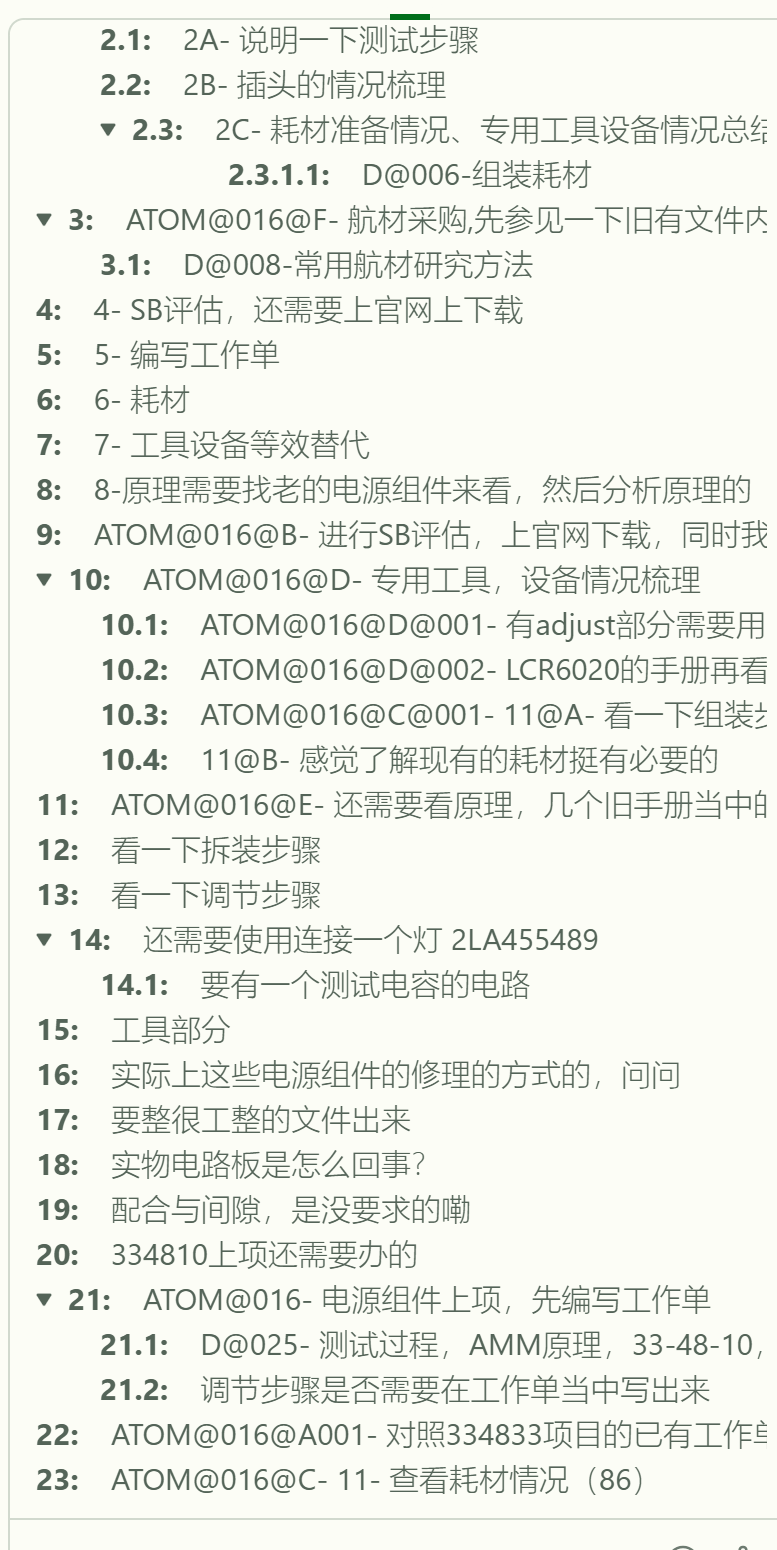 2.1: 2A- 说明一下测试步骤
2.2: 2B- 插头的情况梳理
2.3: 2C- 耗材准备情况、专用工具设备情况总结
2.3.1.1: D@006-组装耗材
3: ATOM@016@F- 航材采购,先参见一下旧有文件内
3.1: D@008-常用航材研究方法
4: 4- SB评估，还需要上官网上下载
5: 5- 编写工作单
6: 6- 耗材
7: 7- 工具设备等效替代
8: 8-原理需要找老的电源组件来看，然后分析原理的
9: ATOM@016@B- 进行SB评估，上官网下载，同时我
10: ATOM@016@D- 专用工具，设备情况梳理
10.1: ATOM@016@D@001- 有adjust部分需要用
10.2: ATOM@016@D@002- LCR6020的手册再看
10.3: ATOM@016@C@001- 11@A- 看一下组装步
10.4: 11@B- 感觉了解现有的耗材挺有必要的
11: ATOM@016@E- 还需要看原理，几个旧手册当中的
12: 看一下拆装步骤
13: 看一下调节步骤
14: 还需要使用连接一个灯 2LA455489
14.1: 要有一个测试电容的电路
15: 工具部分
16: 实际上这些电源组件的修理的方式的，问问
17: 要整很工整的文件出来
18: 实物电路板是怎么回事？
19: 配合与间隙，是没要求的嘞
20: 334810上项还需要办的
21: ATOM@016- 电源组件上项，先编写工作单
21.1: D@025- 测试过程，AMM原理，33-48-10，
21.2: 调节步骤是否需要在工作单当中写出来
22: ATOM@016@A001- 对照334833项目的已有工作单
23: ATOM@016@C- 11- 查看耗材情况（86）